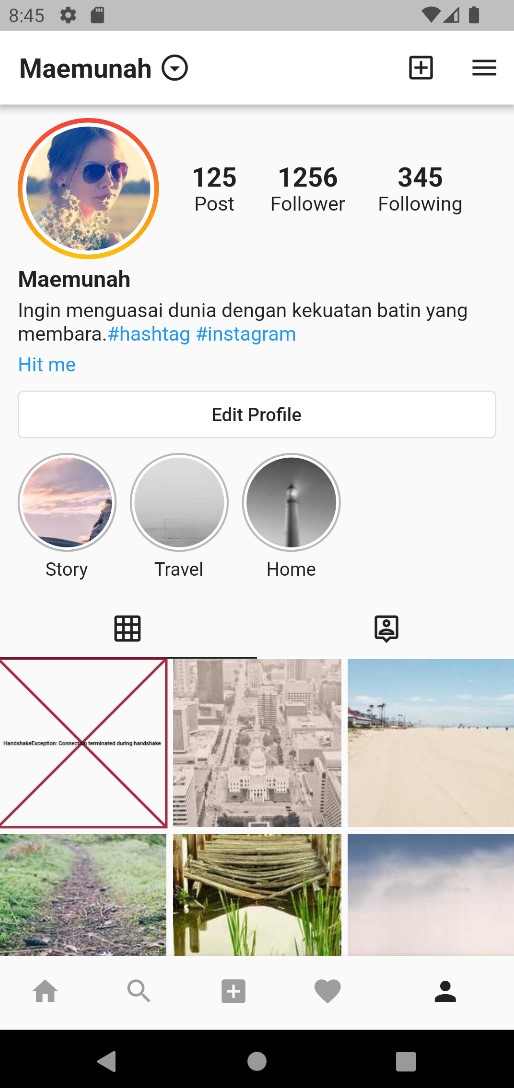 8:45
Maemunah
125 1256 345
Post Follower Following
Maemunah
Ingin menguasai dunia dengan kekuatan batin yang
membara.#hashtag #instagram
Hit me
Edit Profile
Story Travel Home
HandshakeException: Connection terminated during handshake